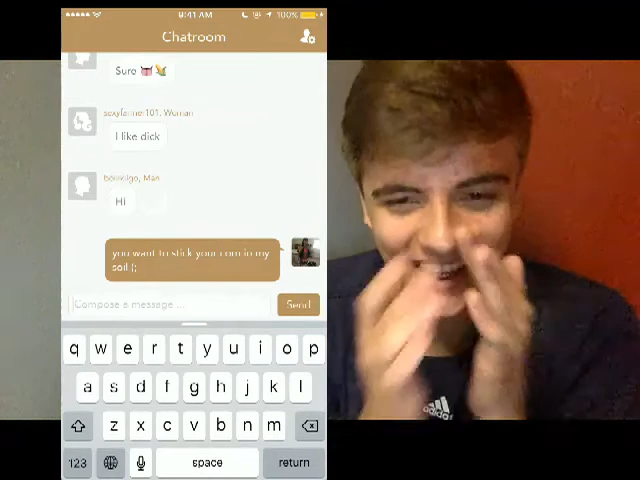 9:41 AM
100%
Chatroom
Sure
sexyfarmer101, Woman
I like dick
Man
Hi
you want to stick your corn in my
soil (;
Compose a message ...
Send
q w e r t y u i o p
a s d f g h j k l
z x c v b n m
123 space return
adidas